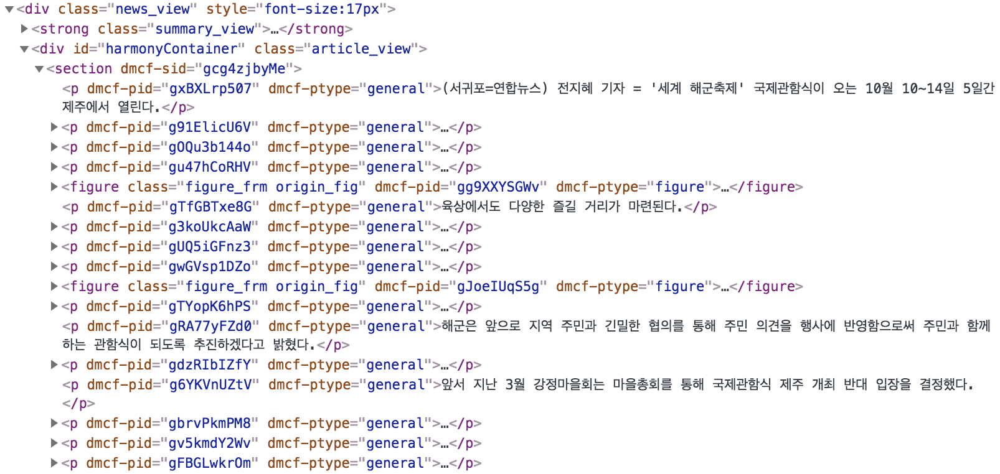 ▼<div class="news_view" style="font-size:17px">
▶<strong class="summary_view">…</strong>
▼<div id="harmonyContainer" class="article_view">
▼<section dmcf-sid="gcg4zjbyMe">
<p dmcf-pid="gxBXLrp507" dmcf-ptype="general">(서귀포=연합뉴스) 전지혜 기자 = '세계 해군축제' 국제관함식이 오는 10월 10~14일 5일간
제주에서 열린다.</p>
▶<p dmcf-pid="g91ElicU6V" dmcf-ptype="general">…</p>
▶<p dmcf-pid="gOQu3b144o" dmcf-ptype="general">…</p>
▶<p dmcf-pid="gu47hCoRHV" dmcf-ptype="general">…</p>
▶<figure class="figure_frm origin_fig" dmcf-pid="gg9XXYSGWv" dmcf-ptype="figure">…</figure>
<p dmcf-pid="gTfGBTxe8G" dmcf-ptype="general">육상에서도 다양한 즐길 거리가 마련된다.</p>
▶<p dmcf-pid="g3koUkcAaW" dmcf-ptype="general">…</p>
▶<p dmcf-pid="gUQ5iGFnz3" dmcf-ptype="general">…</p>
▶<p dmcf-pid="gwGVsp1DZo" dmcf-ptype="general">…</p>
▶<figure class="figure_frm origin_fig" dmcf-pid="gJoeIUqS5g" dmcf-ptype="figure">…</figure>
▶<p dmcf-pid="gTYopK6hPS" dmcf-ptype="general">…</p>
<p dmcf-pid="gRA77yFZd0" dmcf-ptype="general">해군은 앞으로 지역 주민과 긴밀한 협의를 통해 주민 의견을 행사에 반영함으로써 주민과 함께
하는 관함식이 되도록 추진하겠다고 밝혔다.</p>
▶<p dmcf-pid="gdzRIbIZfY" dmcf-ptype="general">…</p>
<p dmcf-pid="g6YKVnUZtV" dmcf-ptype="general">앞서 지난 3월 강정마을회는 마을총회를 통해 국제관함식 제주 개최 반대 입장을 결정했다.
</p>
▶<p dmcf-pid="gbrvPkmPM8" dmcf-ptype="general">…</p>
▶<p dmcf-pid="gv5kmdY2Wv" dmcf-ptype="general">…</p>
▶<p dmcf-pid="gFBGLwkrOm" dmcf-ptype="general">…</p>